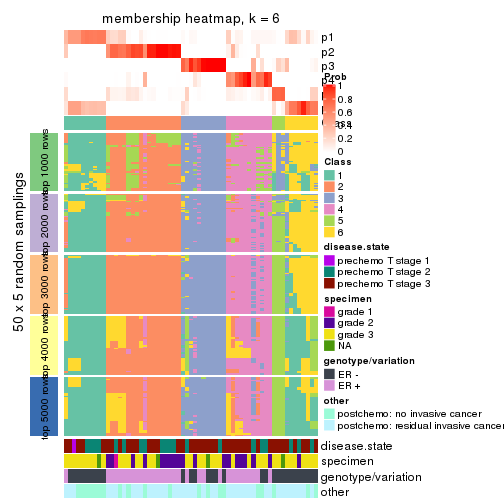 membership heatmap, k = 6
p1
p2
p3
p4
Prob
1
0.8
0.6
0.4
0.2
0
Class
1
2
3
4
5
6
disease.state
prechemo T stage 1
prechemo T stage 2
prechemo T stage 3
specimen
grade 1
grade 2
grade 3
NA
genotype/variation
ER -
ER +
other
postchemo: no invasive cancer
postchemo: residual invasive cancer
50 x 5 random samplings
top 1000 rows
top 2000 rows
top 3000 rows
top 4000 rows
top 5000 rows
disease.state
specimen
genotype/variation
other